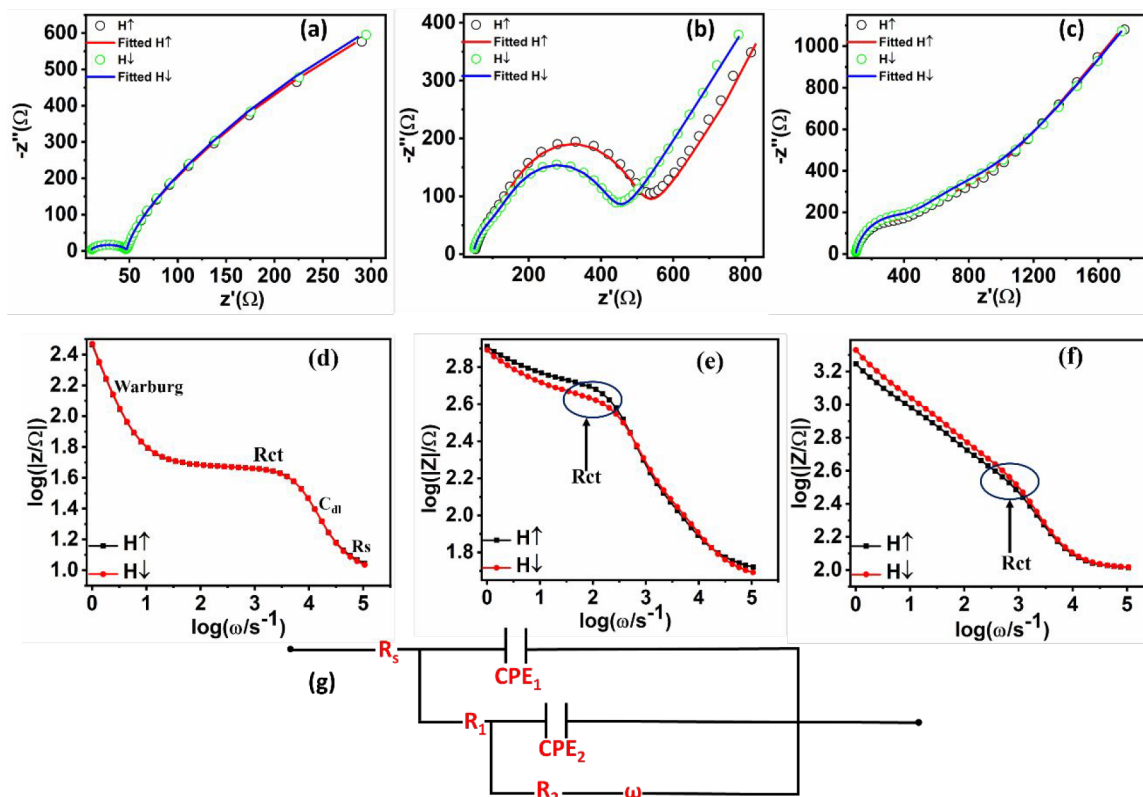 (a)
H↑
Fitted H↑
H↓
Fitted H↓
600
500
400
300
200
100
0
-z''(Ω)
50 100 150 200 250 300
z'(Ω)
(b)
H↑
Fitted H↑
H↓
Fitted H↓
400
300
200
100
0
-z''(Ω)
0 200 400 600 800
z'(Ω)
(c)
H↑
Fitted H↑
H↓
Fitted H↓
1000
800
600
400
200
0
-z''(Ω)
400 800 1200 1600
z'(Ω)
(d)
2.4
2.2
2.0
1.8
1.6
1.4
1.2
1.0
log(|z/Ω|)
Warburg
Rct
Cdl
Rs
H↑
H↓
0 1 2 3 4 5
log(ω/s⁻¹)
(e)
2.8
2.6
2.4
2.2
2.0
1.8
log(|Z|/Ω)
Rct
H↑
H↓
0 1 2 3 4 5
log(ω/s⁻¹)
(f)
3.2
3.0
2.8
2.6
2.4
2.2
2.0
log(|Z/Ω|)
Rct
H↑
H↓
0 1 2 3 4 5
log(ω/s⁻¹)
(g)
Rs
CPE₁
R₁
CPE₂
R₂ ω